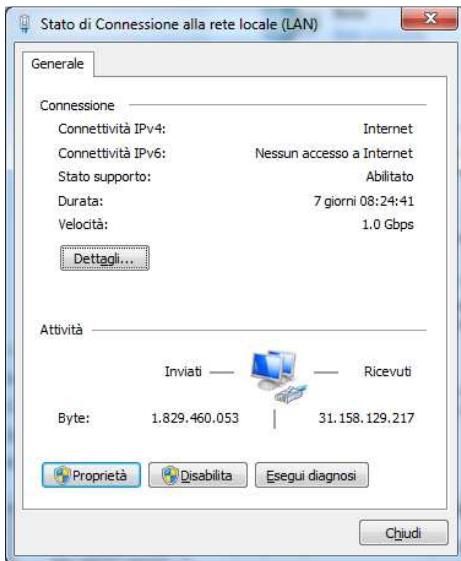 Stato di Connessione alla rete locale (LAN)
Generale
Connessione
Connettività IPv4: Internet
Connettività IPv6: Nessun accesso a Internet
Stato supporto: Abilitato
Durata: 7 giorni 08:24:41
Velocità: 1.0 Gbps
Dettagli...
Attività
Inviati Ricevuti
Byte: 1.829.460.053 31.158.129.217
Proprietà Disabilita Esegui diagnosi
Chiudi